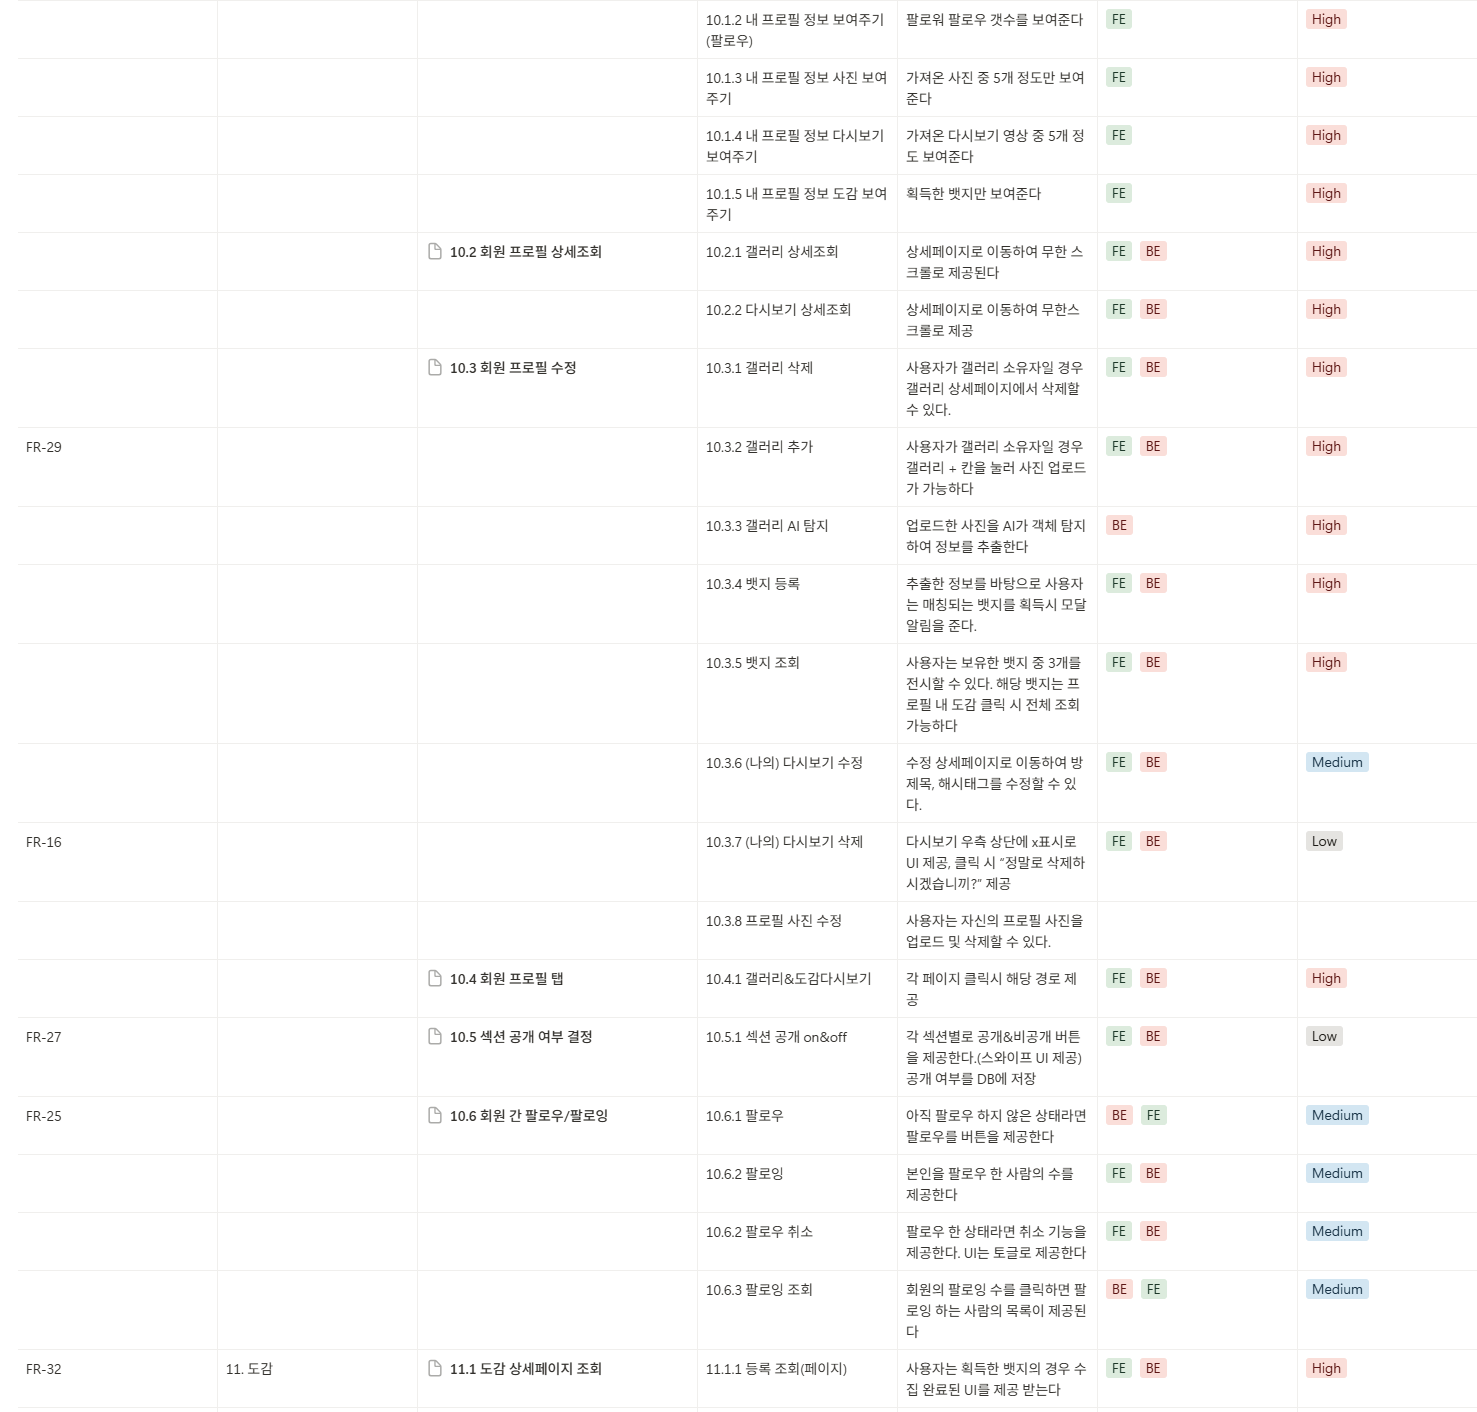 10.1.2 내 프로필 정보 보여주기
(팔로우)
팔로워 팔로우 갯수를 보여준다
FE
High
10.1.3 내 프로필 정보 사진 보여
주기
가져온 사진 중 5개 정도만 보여
준다
FE
High
10.1.4 내 프로필 정보 다시보기
보여주기
가져온 다시보기 영상 중 5개 정
도 보여준다
FE
High
10.1.5 내 프로필 정보 도감 보여
주기
획득한 뱃지만 보여준다
FE
High
10.2 회원 프로필 상세조회
10.2.1 갤러리 상세조회
상세페이지로 이동하여 무한 스
크롤로 제공된다
FE BE
High
10.2.2 다시보기 상세조회
상세페이지로 이동하여 무한스
크롤로 제공
FE BE
High
10.3 회원 프로필 수정
10.3.1 갤러리 삭제
사용자가 갤러리 소유자일 경우
갤러리 상세페이지에서 삭제할
수 있다.
FE BE
High
FR-29
10.3.2 갤러리 추가
사용자가 갤러리 소유자일 경우
갤러리 + 칸을 눌러 사진 업로드
가 가능하다
FE BE
High
10.3.3 갤러리 AI 탐지
업로드한 사진을 AI가 객체 탐지
하여 정보를 추출한다
BE
High
10.3.4 뱃지 등록
추출한 정보를 바탕으로 사용자
는 매칭되는 뱃지를 획득시 모달
알림을 준다.
FE BE
High
10.3.5 뱃지 조회
사용자는 보유한 뱃지 중 3개를
전시할 수 있다. 해당 뱃지는 프
로필 내 도감 클릭 시 전체 조회
가능하다
FE BE
High
10.3.6 (나의) 다시보기 수정
수정 상세페이지로 이동하여 방
제목, 해시태그를 수정할 수 있
다.
FE BE
Medium
FR-16
10.3.7 (나의) 다시보기 삭제
다시보기 우측 상단에 x표시로
UI 제공, 클릭 시 “정말로 삭제하
시겠습니끼?” 제공
FE BE
Low
10.3.8 프로필 사진 수정
사용자는 자신의 프로필 사진을
업로드 및 삭제할 수 있다.
10.4 회원 프로필 탭
10.4.1 갤러리&도감다시보기
각 페이지 클릭시 해당 경로 제
공
FE BE
High
FR-27
10.5 섹션 공개 여부 결정
10.5.1 섹션 공개 on&off
각 섹션별로 공개&비공개 버튼
을 제공한다.(스와이프 UI 제공)
공개 여부를 DB에 저장
FE BE
Low
FR-25
10.6 회원 간 팔로우/팔로잉
10.6.1 팔로우
아직 팔로우 하지 않은 상태라면
팔로우를 버튼을 제공한다
BE FE
Medium
10.6.2 팔로잉
본인을 팔로우 한 사람의 수를
제공한다
FE BE
Medium
10.6.2 팔로우 취소
팔로우 한 상태라면 취소 기능을
제공한다. UI는 토글로 제공한다
FE BE
Medium
10.6.3 팔로잉 조회
회원의 팔로잉 수를 클릭하면 팔
로잉 하는 사람의 목록이 제공된
다
BE FE
Medium
FR-32
11. 도감
11.1 도감 상세페이지 조회
11.1.1 등록 조회(페이지)
사용자는 획득한 뱃지의 경우 수
집 완료된 UI를 제공 받는다
FE BE
High